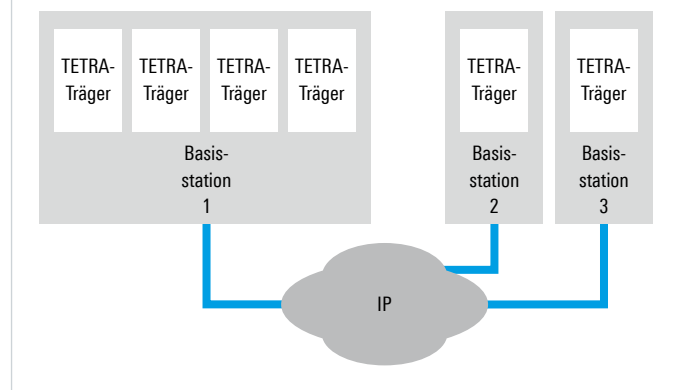 TETRA-
Träger
TETRA-
Träger
TETRA-
Träger
TETRA-
Träger
Basis-
station
1
TETRA-
Träger
Basis-
station
2
TETRA-
Träger
Basis-
station
3
IP